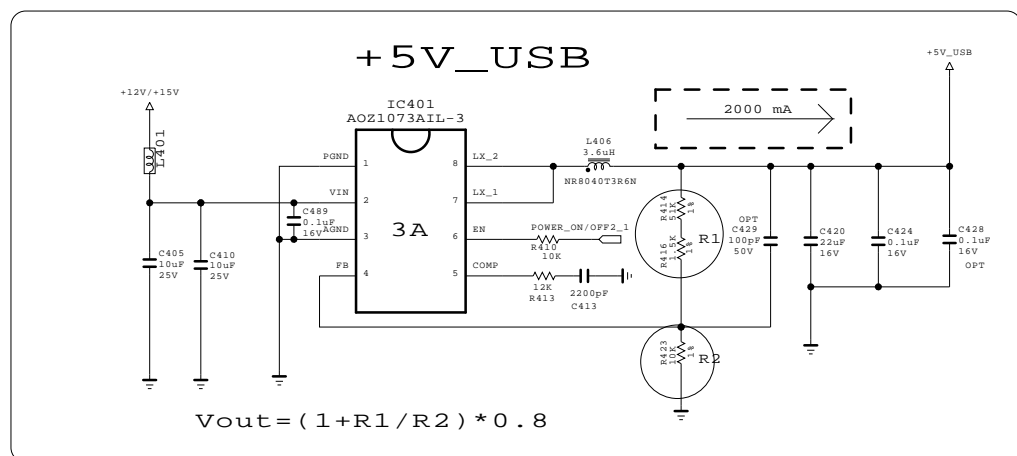 +5V_USB
+5V_USB
+12V/+15V
L401
IC401
AOZ1073AIL-3
3A
PGND
1
VIN
2
AGND
3
FB
4
8
LX_2
7
LX_1
6
EN
5
COMP
C489
0.1uF
16V
C405
10uF
25V
C410
10uF
25V
L406
3.6uH
NR8040T3R6N
2000 mA
POWER_ON/OFF2_1
R410
10K
12K
R413
2200pF
C413
R414
51K
1%
R416
1.5K
1%
R1
R423
10K
1%
R2
OPT
C429
100pF
50V
C420
22uF
16V
C424
0.1uF
16V
C428
0.1uF
16V
OPT
Vout=(1+R1/R2)*0.8